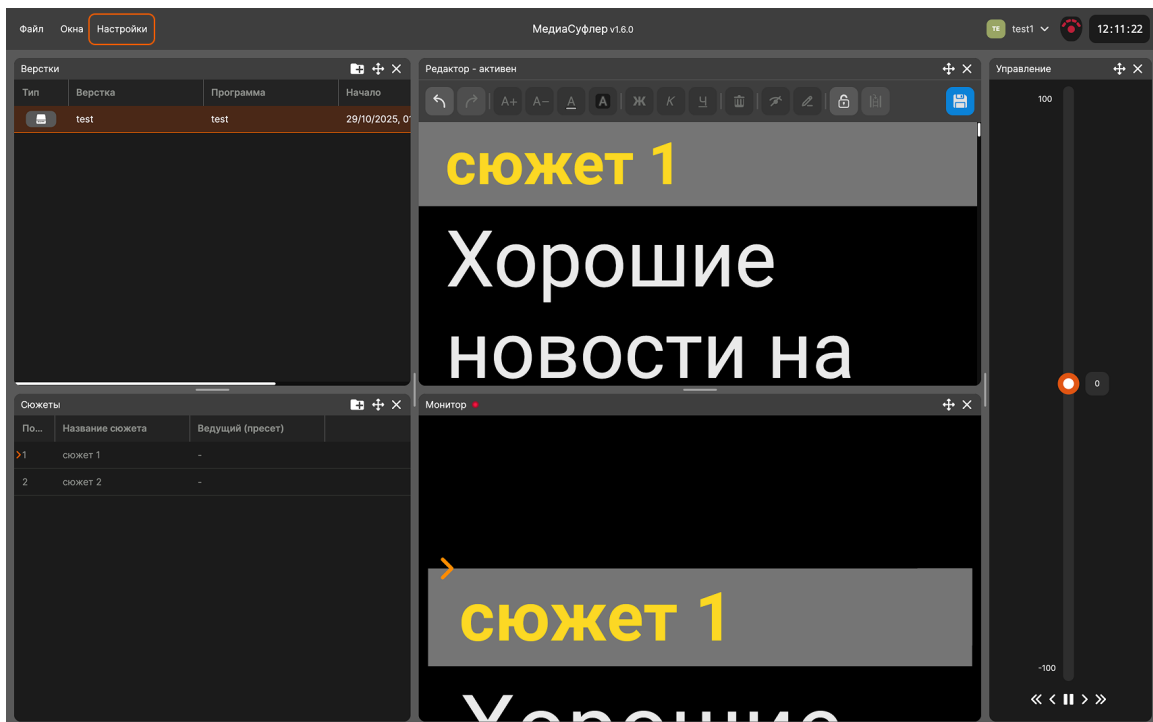 Файл Окна Настройки МедиаСуфлер v1.6.0 TE test1 12:11:22
Верстки
Тип Верстка Программа Начало
test test 29/10/2025, 0
Редактор - активен
A+ A− A A Ж К Ч
сюжет 1
Хорошие
новости на
Сюжеты
По... Название сюжета Ведущий (пресет)
1 сюжет 1 -
2 сюжет 2 -
Монитор
сюжет 1
Хорошие
Управление
100
0
-100